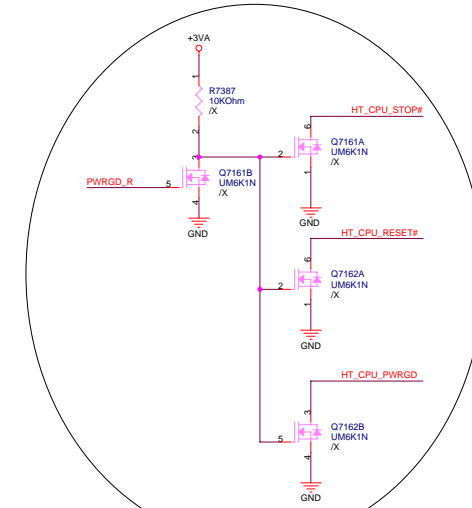 +3VA
1
R7387
10KOhm
/X
2
HT_CPU_STOP#
6
Q7161A
UM6K1N
/X
2
1
GND
3
Q7161B
UM6K1N
/X
PWRGD_R
5
4
GND
HT_CPU_RESET#
6
Q7162A
UM6K1N
/X
2
1
GND
HT_CPU_PWRGD
3
Q7162B
UM6K1N
/X
5
4
GND